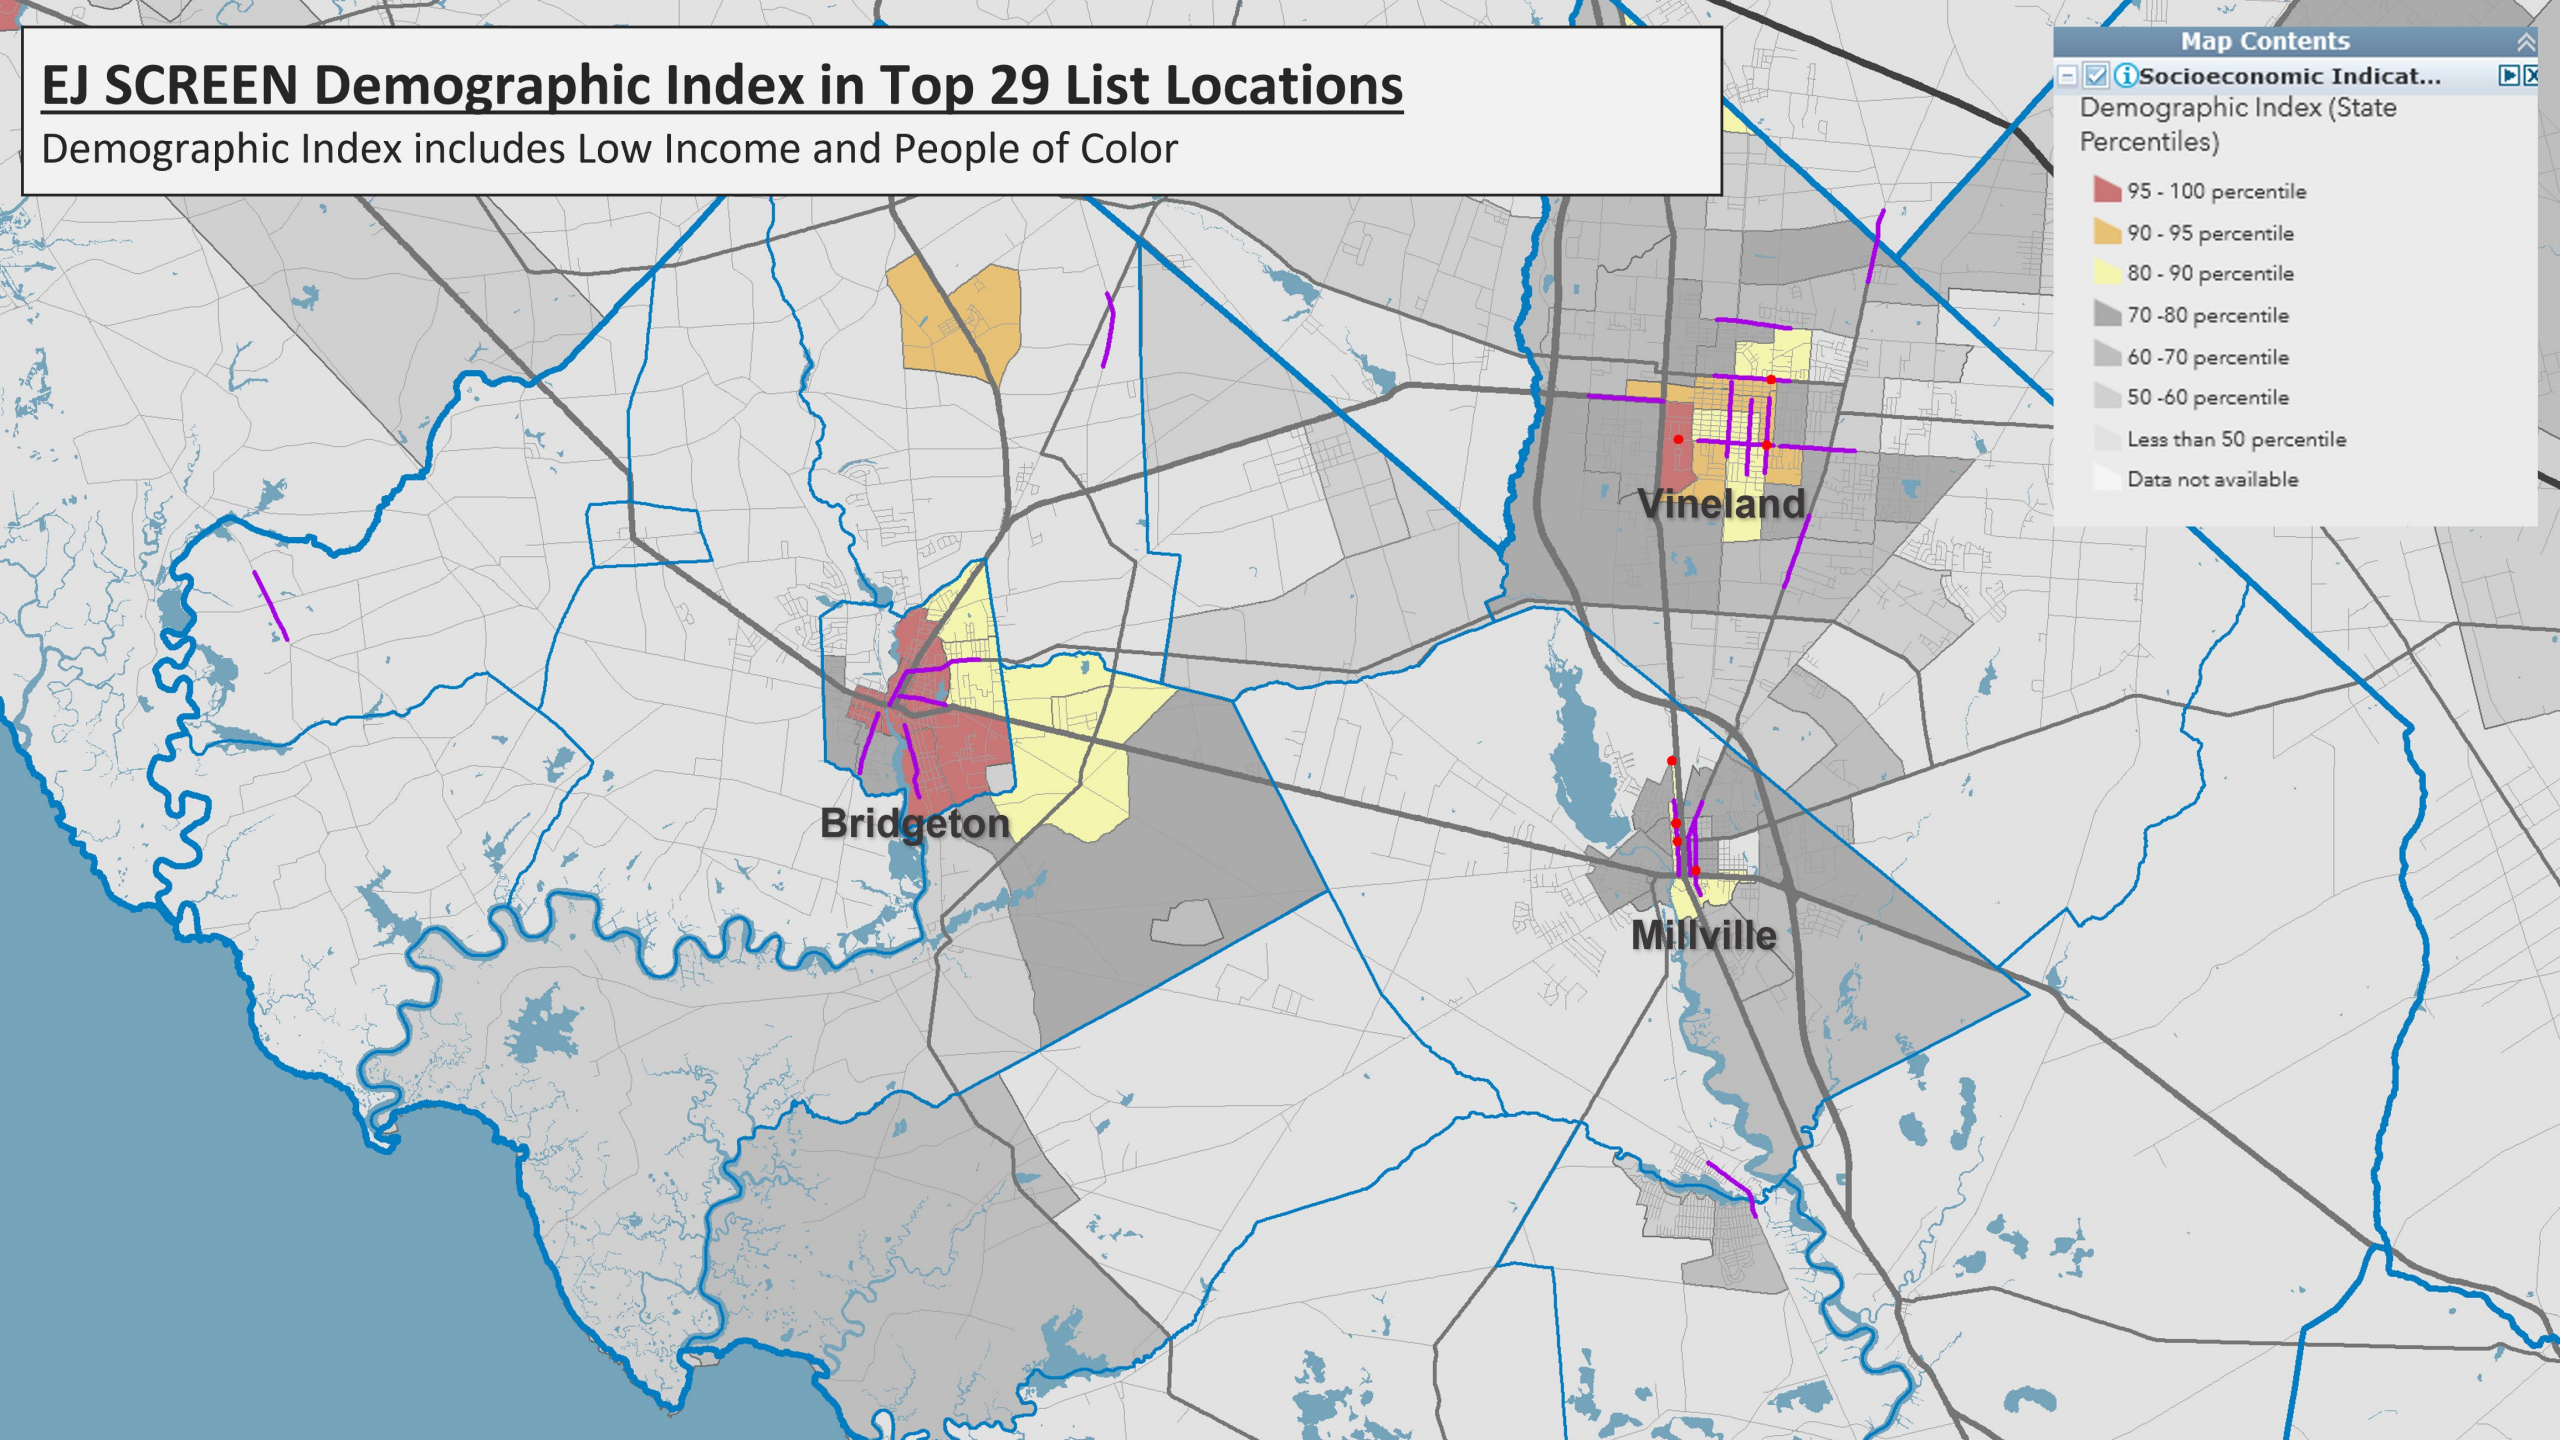 EJ SCREEN Demographic Index in Top 29 List Locations
Demographic Index includes Low Income and People of Color
Map Contents
Socioeconomic Indicat...
Demographic Index (State
Percentiles)
95 - 100 percentile
90 - 95 percentile
80 - 90 percentile
70 -80 percentile
60 -70 percentile
50 -60 percentile
Less than 50 percentile
Data not available
Vineland
Bridgeton
Millville